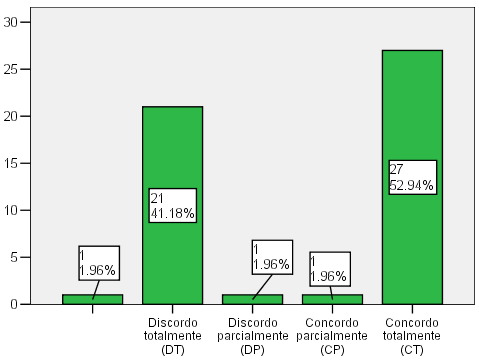 30
25
20
15
10
5
0
1
1.96%
21
41.18%
1
1.96%
1
1.96%
27
52.94%
Discordo
totalmente
(DT)
Discordo
parcialmente
(DP)
Concordo
parcialmente
(CP)
Concordo
totalmente
(CT)